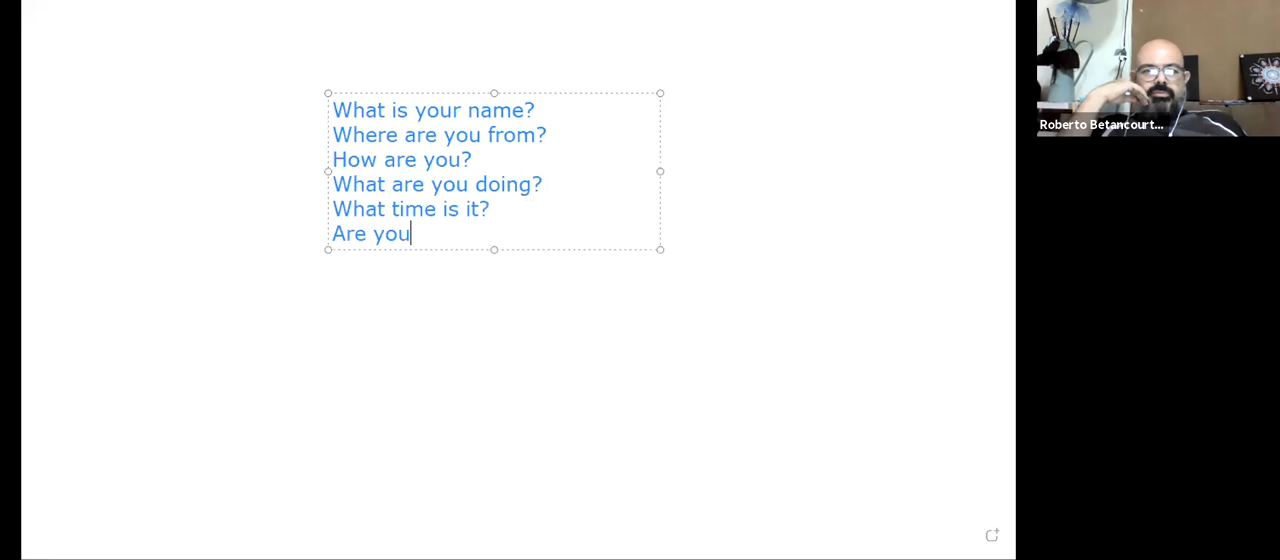 What is your name?
Where are you from?
How are you?
What are you doing?
What time is it?
Are you
Roberto Betancourt...